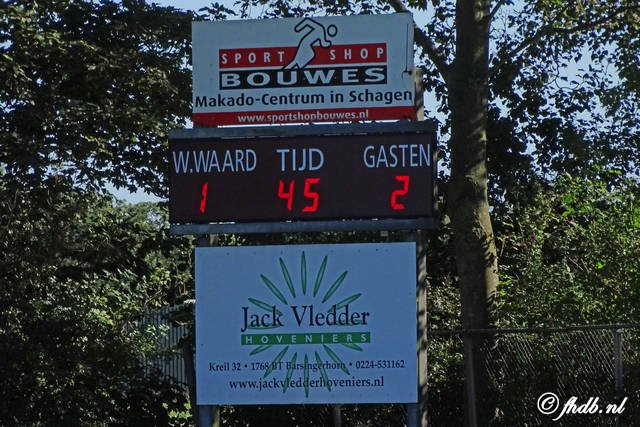 SPORT SHOP
BOUWES
Makado-Centrum in Schagen
www.sportshopbouwes.nl
W.WAARD TIJD GASTEN
1 45 2
Jack Vledder
HOVENIERS
Kreil 32 • 1768 BT Barsingerhorn • 0224-531162
www.jackvledderhoveniers.nl
© fhdb.nl